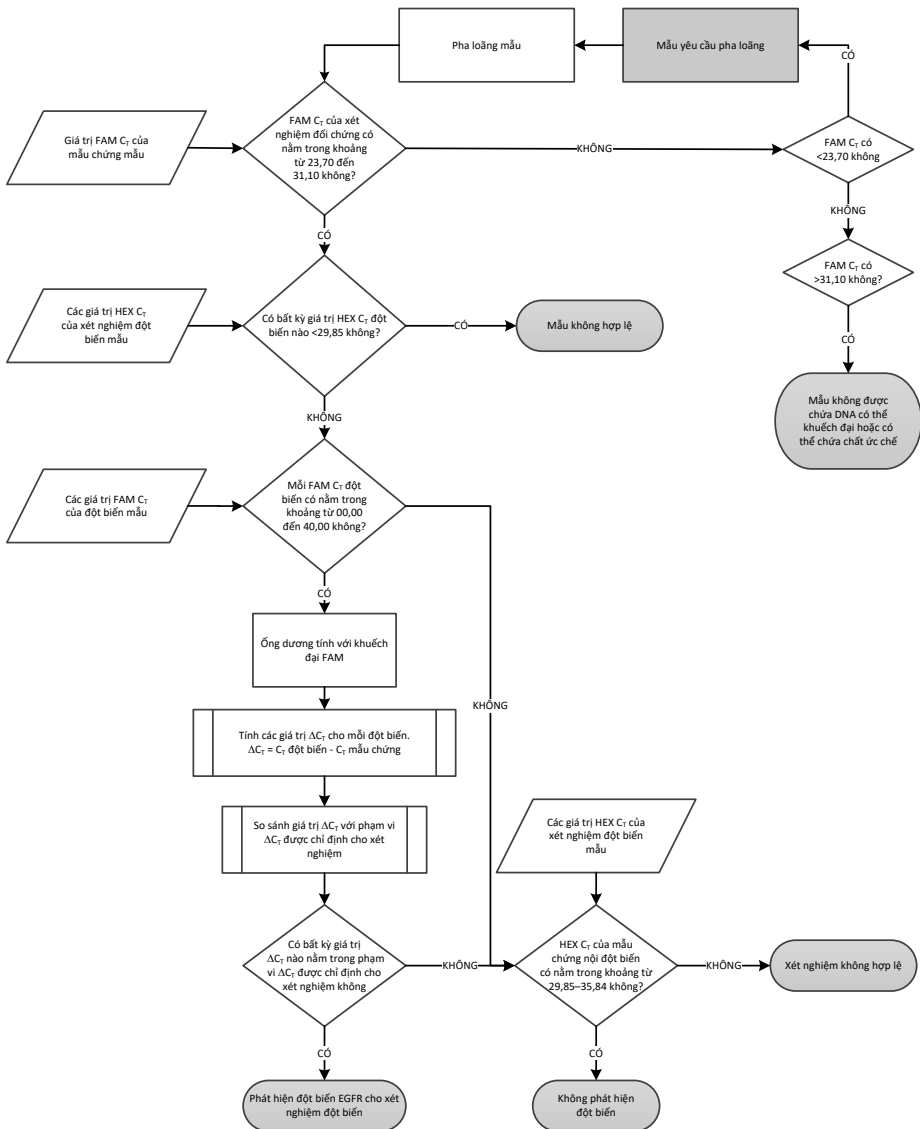 Pha loãng mẫu
Mẫu yêu cầu pha loãng
CÓ
Giá trị FAM CT của
mẫu chứng mẫu
FAM CT của xét
nghiệm đối chứng có
nằm trong khoảng
từ 23,70 đến
31,10 không?
KHÔNG
FAM CT có
<23,70 không
CÓ
KHÔNG
Các giá trị HEX CT
của xét nghiệm đột
biến mẫu
Có bất kỳ giá trị HEX CT đột
biến nào <29,85 không?
CÓ
Mẫu không hợp lệ
FAM CT có
>31,10 không?
CÓ
KHÔNG
Mẫu không được
chứa DNA có thể
khuếch đại hoặc có
thể chứa chất ức chế
Các giá trị FAM CT
của đột biến mẫu
Mỗi FAM CT đột
biến có nằm trong
khoảng từ 00,00
đến 40,00 không?
CÓ
KHÔNG
Ống dương tính với khuếch
đại FAM
Tính các giá trị ΔCT cho mỗi đột biến.
ΔCT = CT đột biến - CT mẫu chứng
So sánh giá trị ΔCT với phạm vi
ΔCT được chỉ định cho xét
nghiệm
Các giá trị HEX CT của
xét nghiệm đột biến
mẫu
Có bất kỳ giá trị
ΔCT nào nằm trong phạm
vi ΔCT được chỉ định cho
xét nghiệm không
KHÔNG
HEX CT của mẫu
chứng nội đột biến
có nằm trong khoảng từ
29,85–35,84 không?
KHÔNG
Xét nghiệm không hợp lệ
CÓ
CÓ
Phát hiện đột biến EGFR cho xét
nghiệm đột biến
Không phát hiện
đột biến